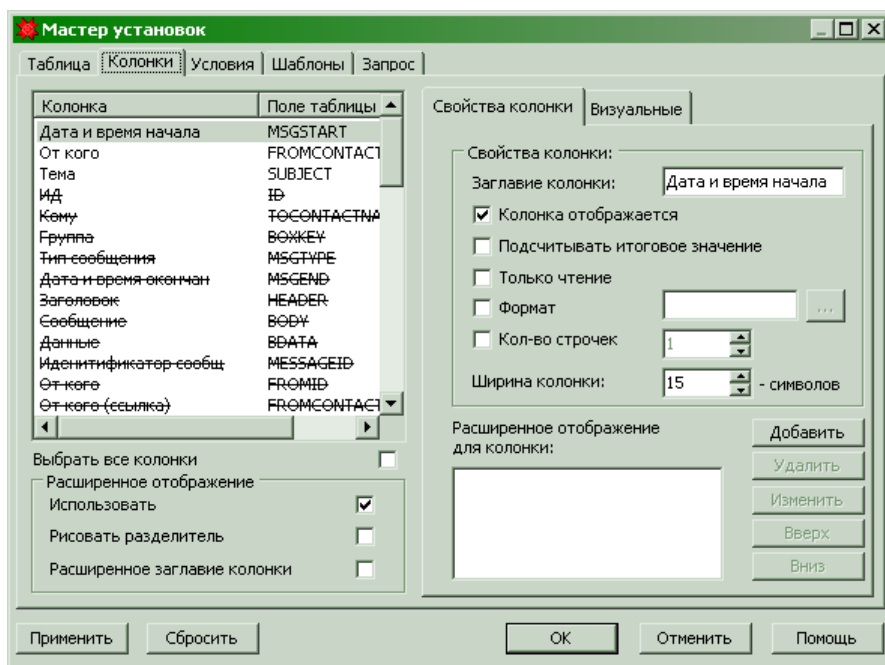 Мастер установок
Таблица Колонки Условия Шаблоны Запрос
Колонка Поле таблицы
Дата и время начала MSGSTART
От кого FROMCONTACT
Тема SUBJECT
ИД ID
Кому TOCONTACTNA
Группа BOXKEY
Тип сообщения MSGTYPE
Дата и время окончан MSGEND
Заголовок HEADER
Сообщение BODY
Данные BDATA
Иденитификатор сообщ MESSAGEID
От кого FROMID
От кого (ссылка) FROMCONTACT
Выбрать все колонки
Расширенное отображение
Использовать
Рисовать разделитель
Расширенное заглавие колонки
Свойства колонки Визуальные
Свойства колонки:
Заглавие колонки: Дата и время начала
Колонка отображается
Подсчитывать итоговое значение
Только чтение
Формат ...
Кол-во строчек 1
Ширина колонки: 15 - символов
Расширенное отображение
для колонки:
Добавить
Удалить
Изменить
Вверх
Вниз
Применить Сбросить OK Отменить Помощь